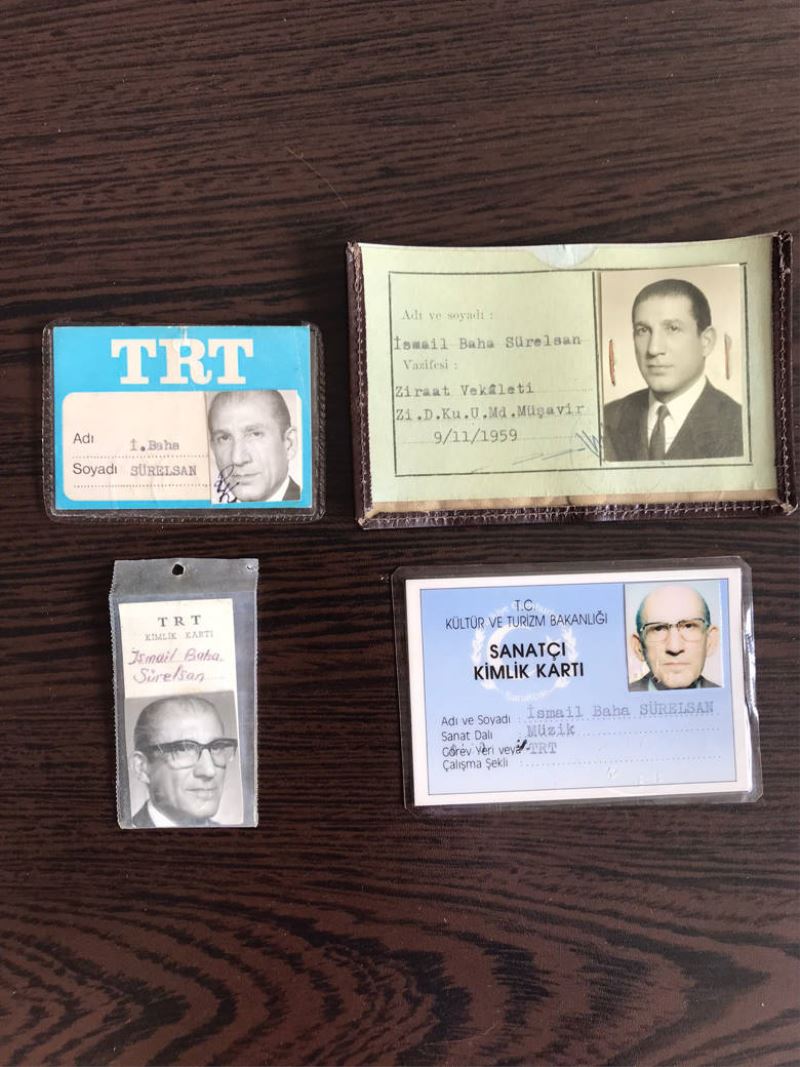 TRT
Adı İ. Baha
Soyadı SÜRELSAN
Adı ve soyadı :
İsmail Baha Sürelsan
Vazifesi :
Ziraat Vekâleti
Zi.D.Ku.U.Md.Müşavir
9/11/1959
TRT
KİMLİK KARTI
İsmail Baha
Sürelsan
T.C.
KÜLTÜR VE TURİZM BAKANLIĞI
SANATÇI
KİMLİK KARTI
Adı ve Soyadı : İsmail Baha SÜRELSAN
Sanat Dalı : Müzik
Görev Yeri veya TRT
Çalışma Şekli